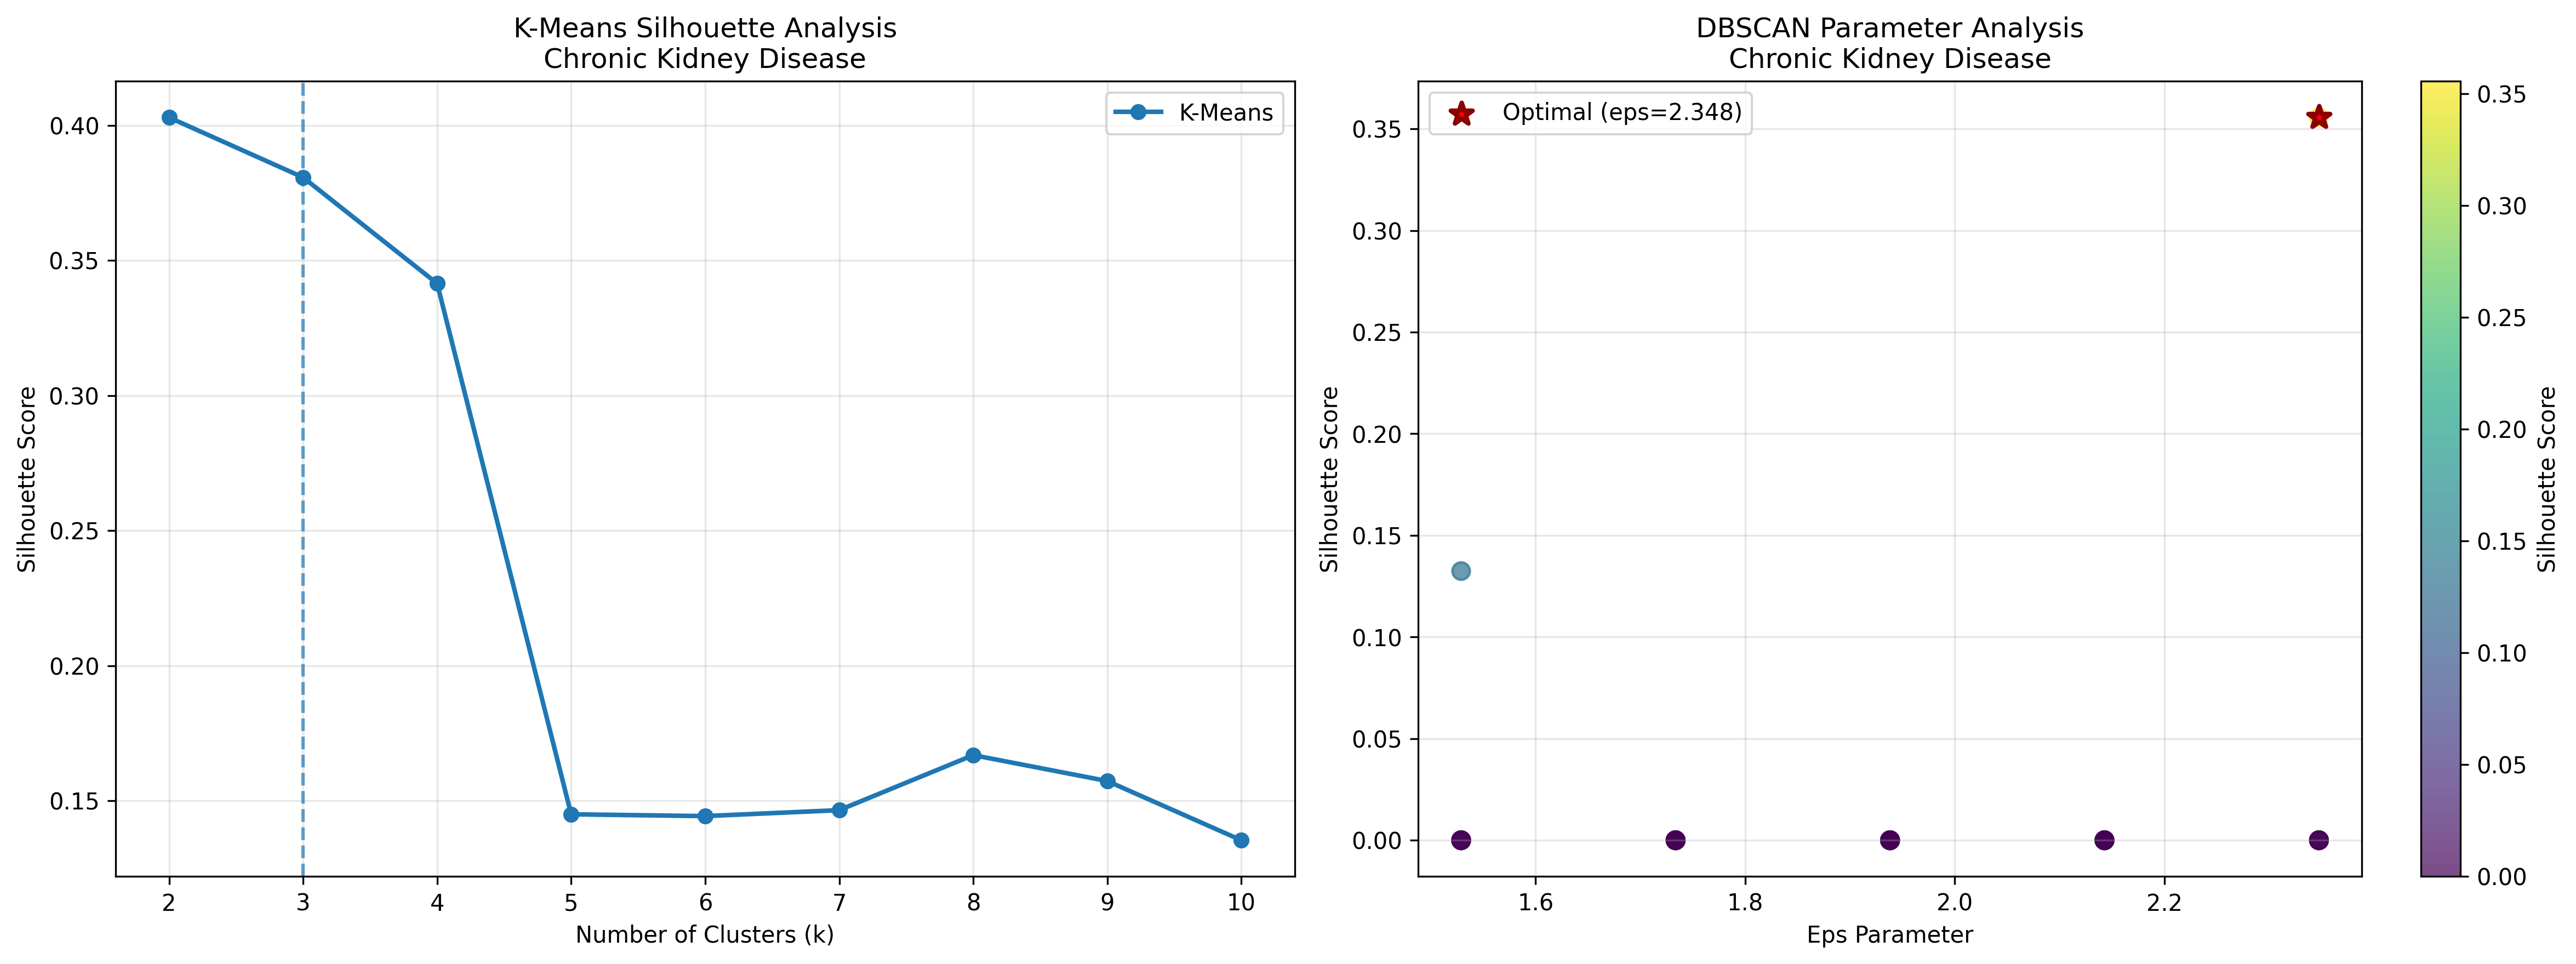 K-Means Silhouette Analysis
Chronic Kidney Disease
Silhouette Score
0.40
0.35
0.30
0.25
0.20
0.15
K-Means
2 3 4 5 6 7 8 9 10
Number of Clusters (k)
DBSCAN Parameter Analysis
Chronic Kidney Disease
Silhouette Score
0.35
0.30
0.25
0.20
0.15
0.10
0.05
0.00
Optimal (eps=2.348)
1.6 1.8 2.0 2.2
Eps Parameter
0.35
0.30
0.25
0.20
0.15
0.10
0.05
0.00
Silhouette Score